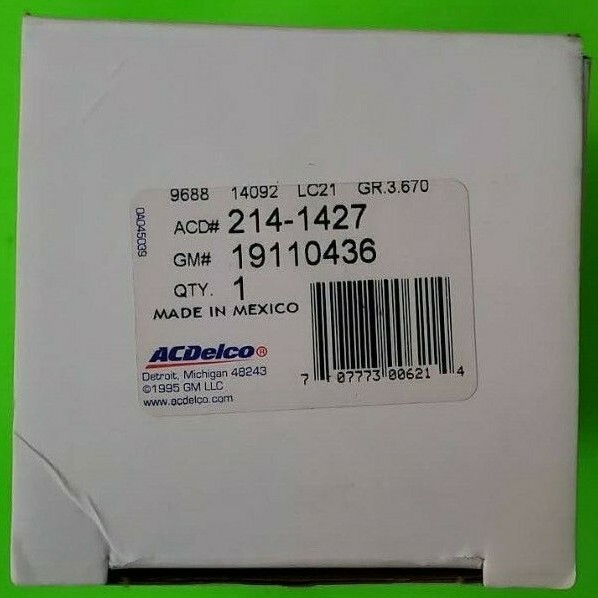 9688 14092 LC21 GR.3.670
0AD45039
ACD# 214-1427
GM# 19110436
QTY. 1
MADE IN MEXICO
ACDelco®
Detroit, Michigan 48243
©1995 GM LLC
www.acdelco.com
7 07773 00621 4